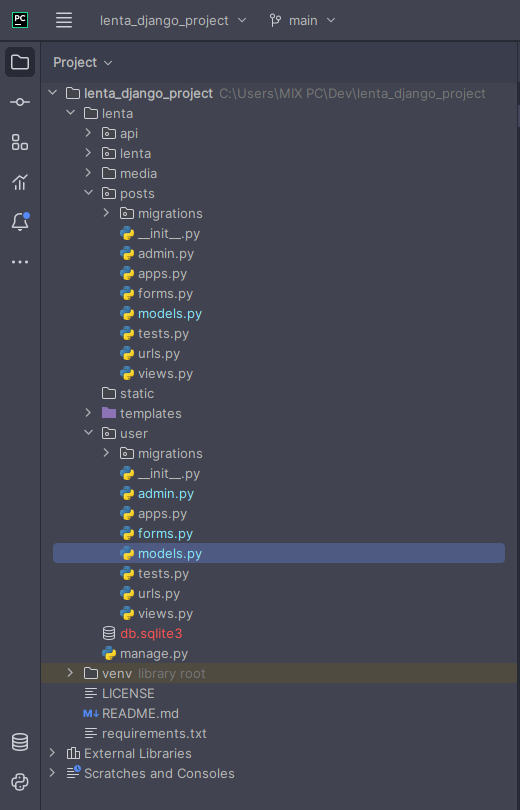 PC lenta_django_project main
Project
lenta_django_project C:\Users\MIX PC\Dev\lenta_django_project
lenta
api
lenta
media
posts
migrations
__init__.py
admin.py
apps.py
forms.py
models.py
tests.py
urls.py
views.py
static
templates
user
migrations
__init__.py
admin.py
apps.py
forms.py
models.py
tests.py
urls.py
views.py
db.sqlite3
manage.py
venv library root
LICENSE
M↓ README.md
requirements.txt
External Libraries
Scratches and Consoles